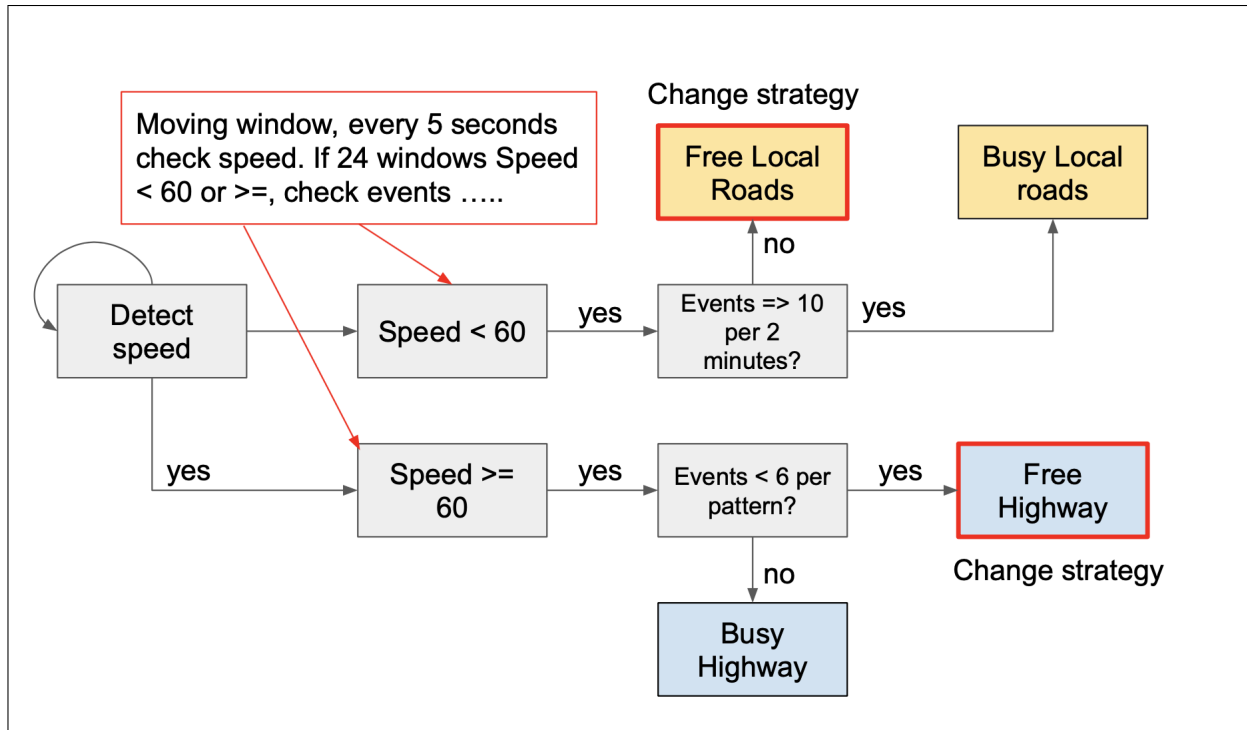 Change strategy
Moving window, every 5 seconds
check speed. If 24 windows Speed
< 60 or >=, check events …..
Free Local
Roads
Busy Local
roads
no
Detect
speed
Speed < 60
yes
Events => 10
per 2
minutes?
yes
yes
Speed >=
60
yes
Events < 6 per
pattern?
yes
Free
Highway
no
Change strategy
Busy
Highway